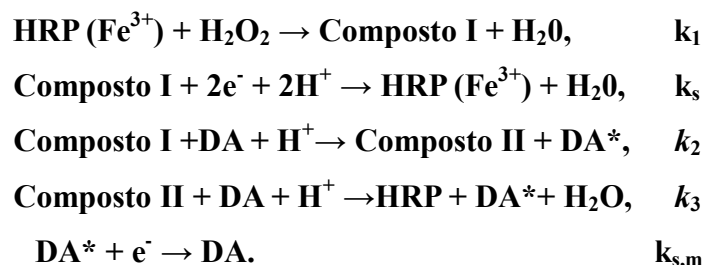 HRP (Fe³⁺) + H₂O₂ → Composto I + H₂0, k₁
Composto I + 2e⁻ + 2H⁺ → HRP (Fe³⁺) + H₂0, kₛ
Composto I +DA + H⁺→ Composto II + DA*, k₂
Composto II + DA + H⁺ →HRP + DA*+ H₂O, k₃
DA* + e⁻ → DA. kₛ,ₘ